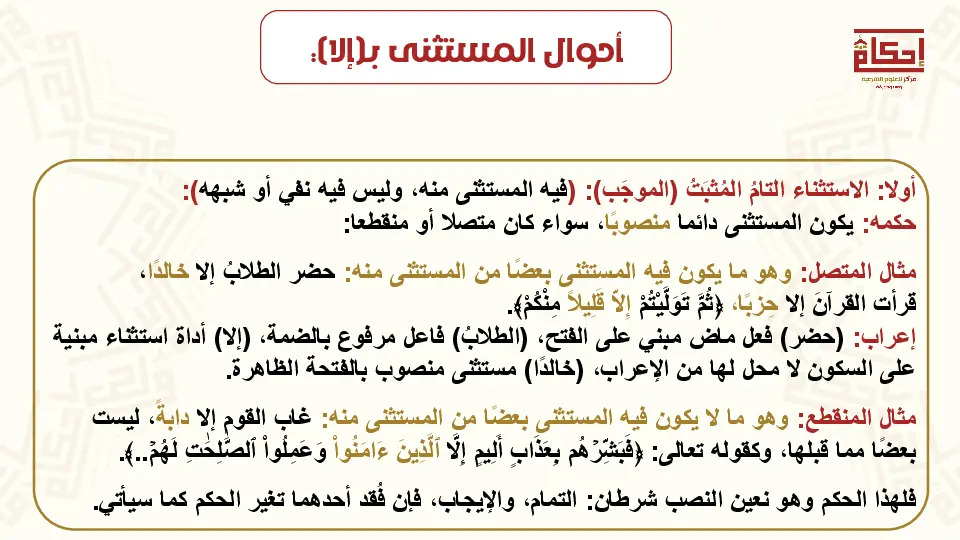 أحوال المستثنى بـ(إلا):
إحكام
مركز للعلوم الشرعية
أولا: الاستثناء التامُ المُثبَتُ (الموجَب): (فيه المستثنى منه، وليس فيه نفي أو شبهه):
حكمه: يكون المستثنى دائما منصوبًا، سواء كان متصلا أو منقطعا:
مثال المتصل: وهو ما يكون فيه المستثنى بعضًا من المستثنى منه: حضر الطلابُ إلا خالدًا،
قرأت القرآنَ إلا حِزبًا، ﴿ثُمَّ تَوَلَّيْتُمْ إِلَّا قَلِيلًا مِنْكُمْ﴾.
إعراب: (حضر) فعل ماض مبني على الفتح، (الطلابُ) فاعل مرفوع بالضمة، (إلا) أداة استثناء مبنية
على السكون لا محل لها من الإعراب، (خالدًا) مستثنى منصوب بالفتحة الظاهرة.
مثال المنقطع: وهو ما لا يكون فيه المستثنى بعضًا من المستثنى منه: غاب القوم إلا دابةً، ليست
بعضًا مما قبلها، وكقوله تعالى: ﴿فَبَشِّرۡهُم بِعَذَابٍ أَلِيمٍ إِلَّا ٱلَّذِينَ ءَامَنُواْ وَعَمِلُواْ ٱلصَّٰلِحَٰتِ لَهُمۡ..﴾.
فلهذا الحكم وهو نعين النصب شرطان: التمام، والإيجاب، فإن فُقد أحدهما تغير الحكم كما سيأتي.